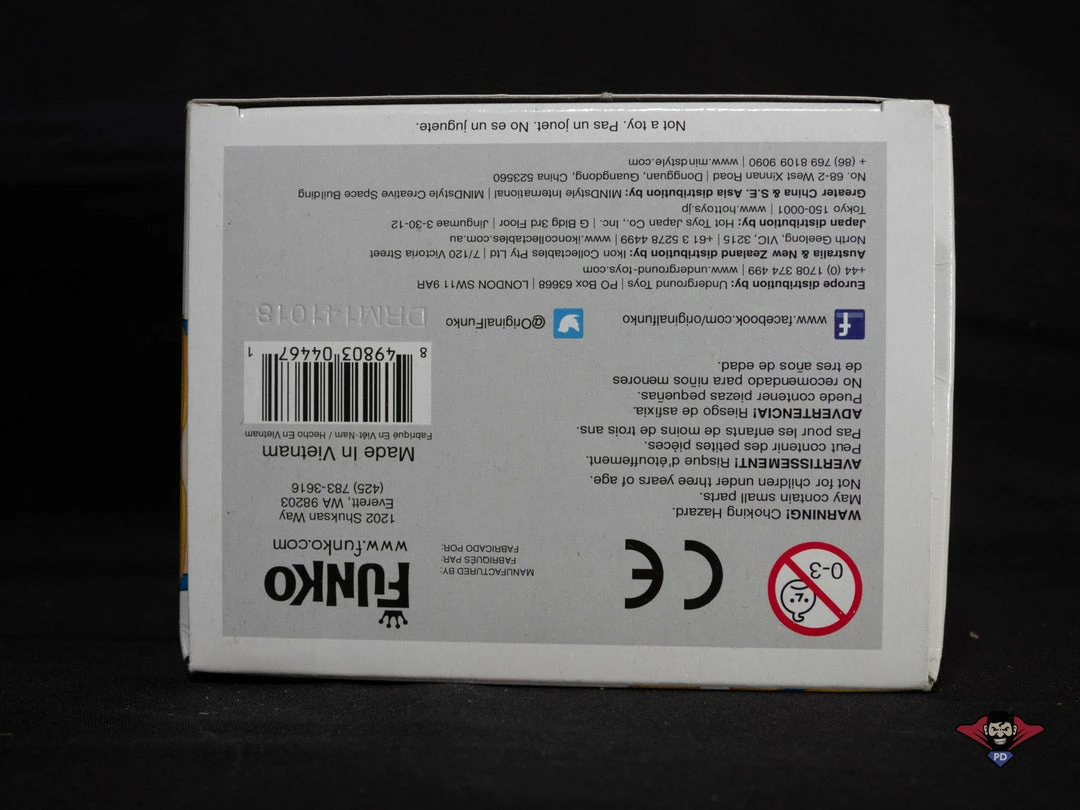 0-3
WARNING! Choking Hazard.
May contain small parts.
Not for children under three years of age.
AVERTISSEMENT! Risque d'étouffement.
Peut contenir des petites pièces.
Pas pour les enfants de moins de trois ans.
ADVERTENCIA! Riesgo de asfixia.
Puede contener piezas pequeñas.
No recomendado para niños menores
de tres años de edad.
CE
MANUFACTURED BY:
FABRIQUÉS PAR:
FABRICADO POR:
FUNKO
www.funko.com
1202 Shuksan Way
Everett, WA 98203
(425) 783-3616
Made In Vietnam
Fabriqué En Viêt-Nam / Hecho En Vietnam
8 49803 04467 1
DRM141018
www.facebook.com/originalfunko
@OriginalFunko
Europe distribution by: Underground Toys | PO Box 63668 | LONDON SW11 9AR
+44 (0) 1708 374 499 | www.underground-toys.com
Australia & New Zealand distribution by: Ikon Collectables Pty Ltd | 7/120 Victoria Street
North Geelong, VIC, 3215 | +61 3 5278 4499 | www.ikoncollectables.com.au
Japan distribution by: Hot Toys Japan Co., Inc. | G Bldg 3rd Floor | Jingumae 3-30-12
Tokyo 150-0001 | www.hottoys.jp
Greater China & S.E. Asia distribution by: MINDstyle International | MINDstyle Creative Space Building
No. 68-2 West Xinnan Road | Dongguan, Guangdong, China 523560
+ (86) 769 8109 9090 | www.mindstyle.com
Not a toy. Pas un jouet. No es un juguete.
PD